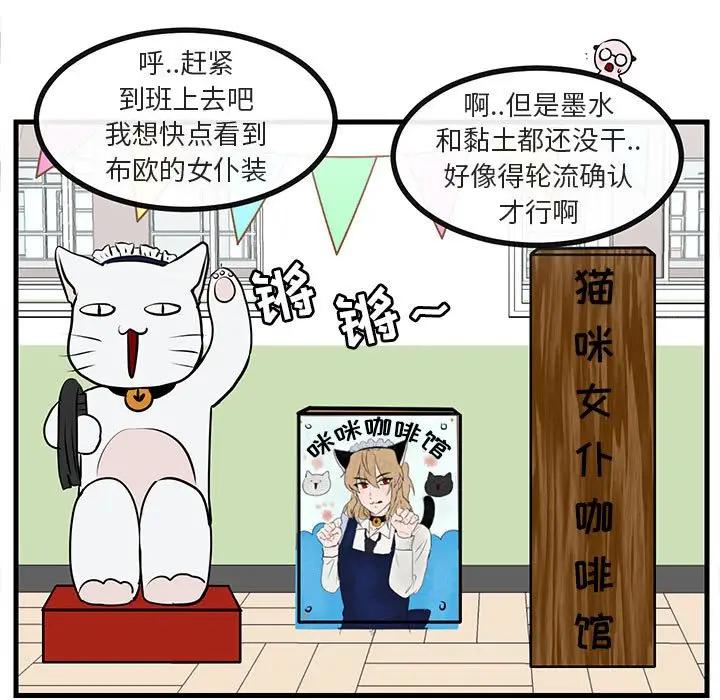 呼..赶紧
到班上去吧
我想快点看到
布欧的女仆装
啊..但是墨水
和黏土都还没干..
好像得轮流确认
才行啊
锵
锵~
咪咪咖啡馆
猫咪女仆咖啡馆